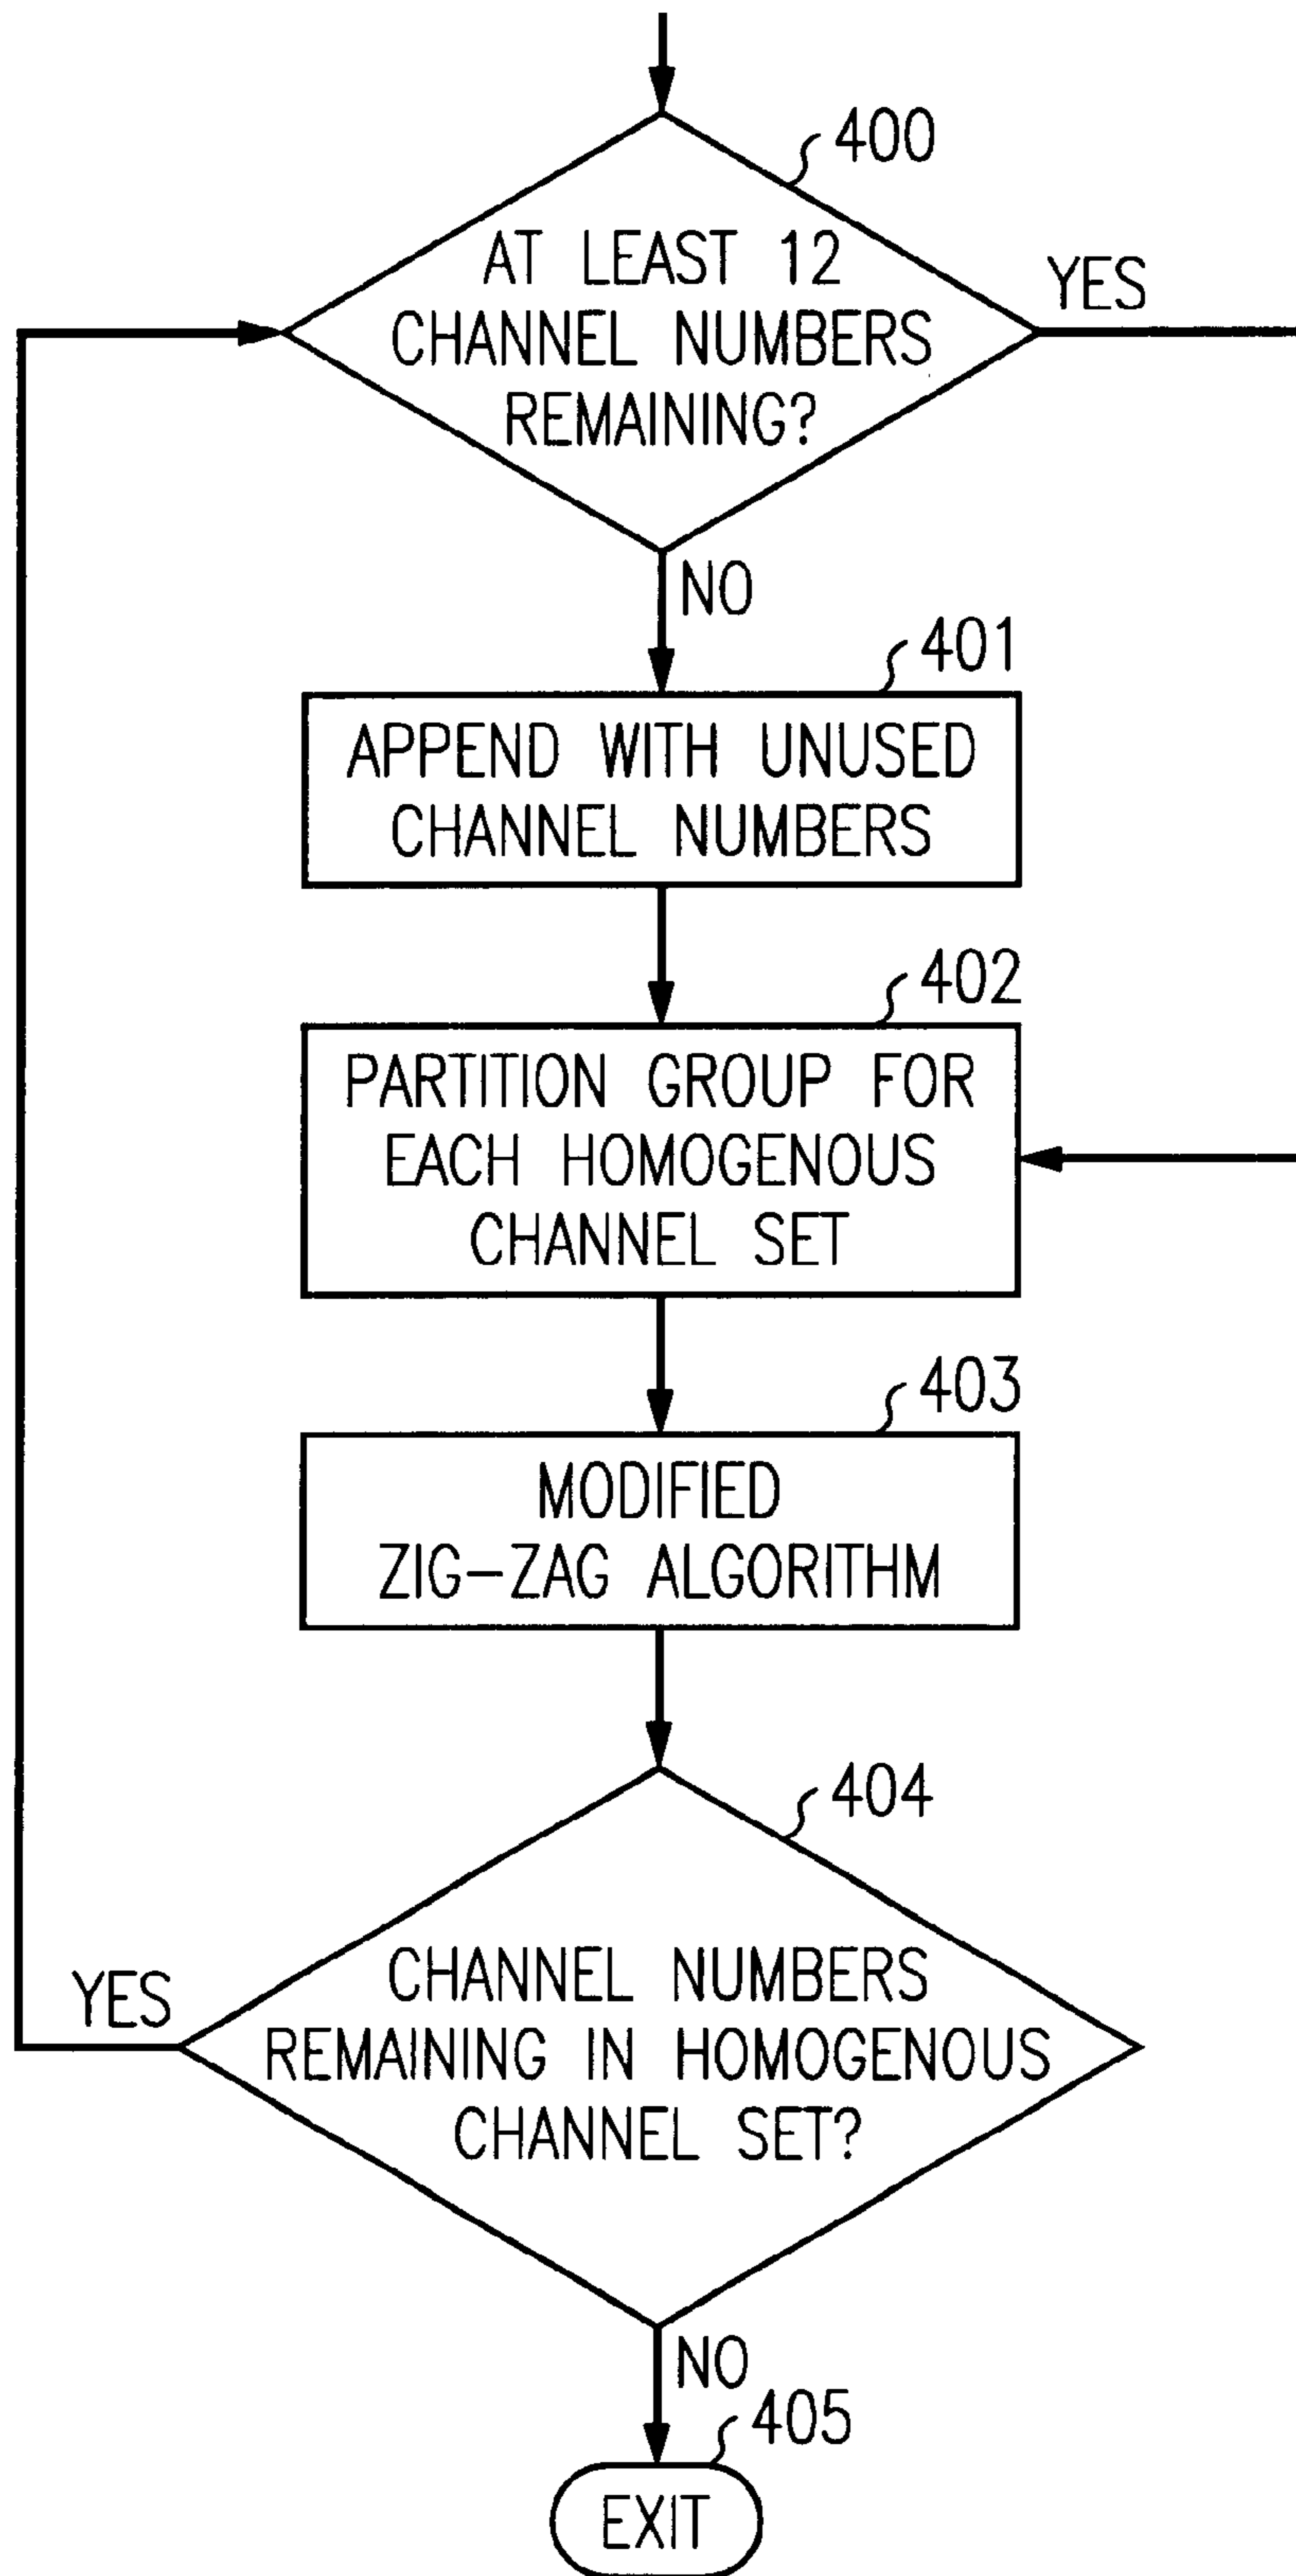 400
AT LEAST 12
CHANNEL NUMBERS
REMAINING?
YES
NO
401
APPEND WITH UNUSED
CHANNEL NUMBERS
402
PARTITION GROUP FOR
EACH HOMOGENOUS
CHANNEL SET
403
MODIFIED
ZIG-ZAG ALGORITHM
404
CHANNEL NUMBERS
REMAINING IN HOMOGENOUS
CHANNEL SET?
YES
NO
405
EXIT